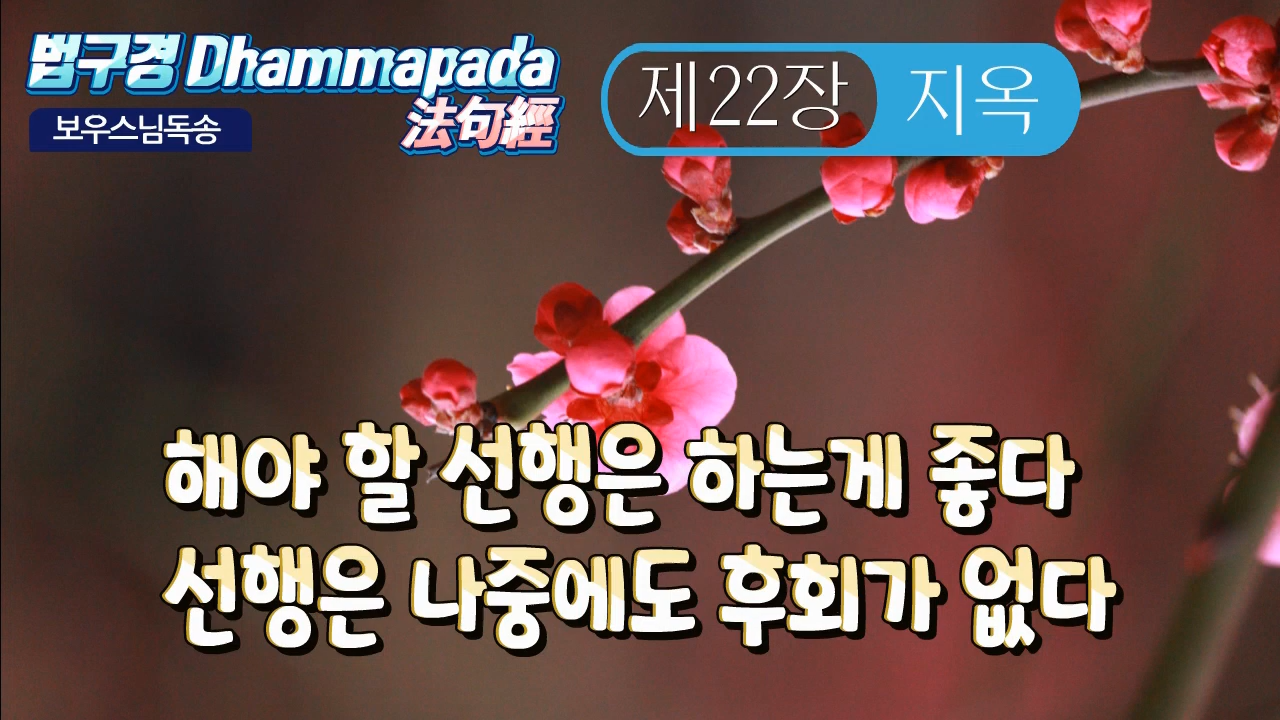 법구경 Dhammapada
法句經
보우스님독송
제22장 지옥
해야 할 선행은 하는게 좋다
선행은 나중에도 후회가 없다